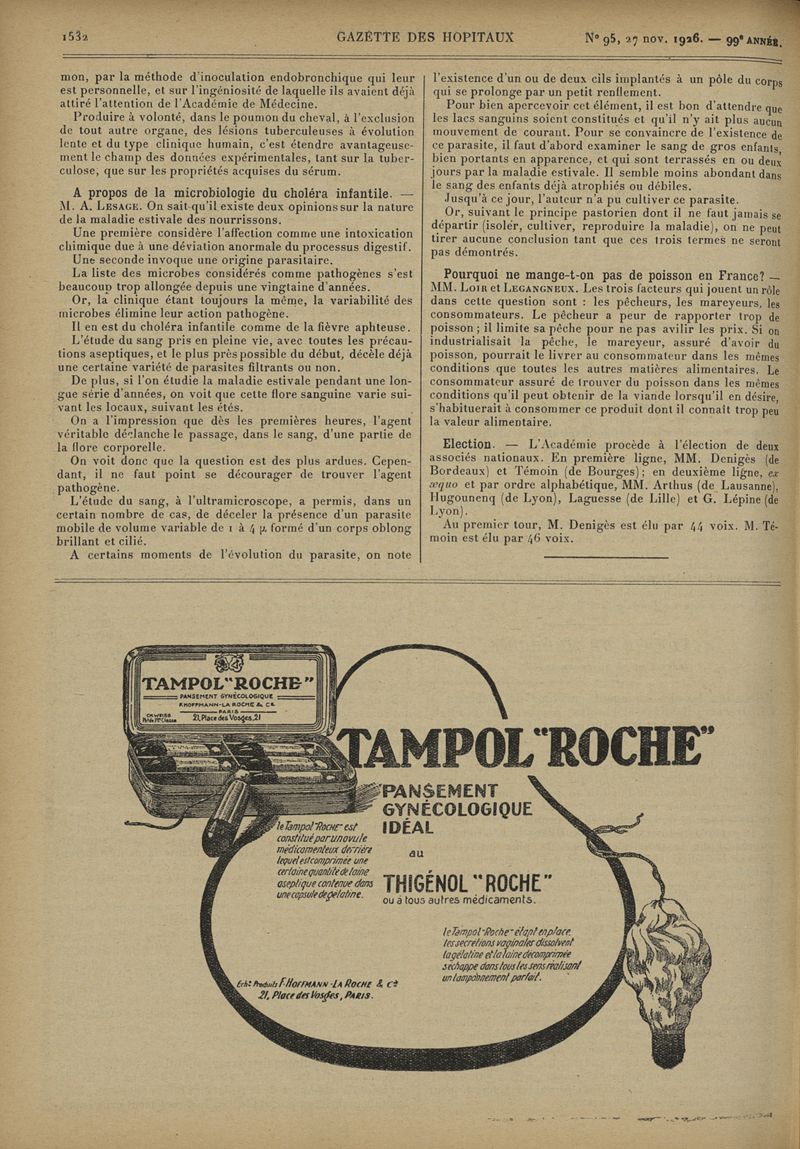 1532
GAZETTE DES HOPITAUX
N° 95, 27 nov. 1926. — 99e ANNÉE.
mon, par la méthode d'inoculation endobronchique qui leur
est personnelle, et sur l'ingéniosité de laquelle ils avaient déjà
attiré l'attention de l'Académie de Médecine.
Produire à volonté, dans le poumon du cheval, à l'exclusion
de tout autre organe, des lésions tuberculeuses à évolution
lente et du type clinique humain, c'est étendre avantageuse-
ment le champ des données expérimentales, tant sur la tuber-
culose, que sur les propriétés acquises du sérum.
A propos de la microbiologie du choléra infantile. —
M. A. LESAGE. On sait qu'il existe deux opinions sur la nature
de la maladie estivale des nourrissons.
Une première considère l'affection comme une intoxication
chimique due à une déviation anormale du processus digestif.
Une seconde invoque une origine parasitaire.
La liste des microbes considérés comme pathogènes s'est
beaucoup trop allongée depuis une vingtaine d'années.
Or, la clinique étant toujours la même, la variabilité des
microbes élimine leur action pathogène.
Il en est du choléra infantile comme de la fièvre aphteuse.
L'étude du sang pris en pleine vie, avec toutes les précau-
tions aseptiques, et le plus près possible du début, décèle déjà
une certaine variété de parasites filtrants ou non.
De plus, si l'on étudie la maladie estivale pendant une lon-
gue série d'années, on voit que cette flore sanguine varie sui-
vant les locaux, suivant les étés.
On a l'impression que dès les premières heures, l'agent
véritable déclanche le passage, dans le sang, d'une partie de
la flore corporelle.
On voit donc que la question est des plus ardues. Cepen-
dant, il ne faut point se décourager de trouver l'agent
pathogène.
L'étude du sang, à l'ultramicroscope, a permis, dans un
certain nombre de cas, de déceler la présence d'un parasite
mobile de volume variable de 1 à 4 µ formé d'un corps oblong
brillant et cilié.
A certains moments de l'évolution du parasite, on note
l'existence d'un ou de deux cils implantés à un pôle du corps
qui se prolonge par un petit renflement.
Pour bien apercevoir cet élément, il est bon d'attendre que
les lacs sanguins soient constitués et qu'il n'y ait plus aucun
mouvement de courant. Pour se convaincre de l'existence de
ce parasite, il faut d'abord examiner le sang de gros enfants,
bien portants en apparence, et qui sont terrassés en ou deux
jours par la maladie estivale. Il semble moins abondant dans
le sang des enfants déjà atrophiés ou débiles.
Jusqu'à ce jour, l'auteur n'a pu cultiver ce parasite.
Or, suivant le principe pastorien dont il ne faut jamais se
départir (isoler, cultiver, reproduire la maladie), on ne peut
tirer aucune conclusion tant que ces trois termes ne seront
pas démontrés.
Pourquoi ne mange-t-on pas de poisson en France? —
MM. LOIR et LEGANGNEUX. Les trois facteurs qui jouent un rôle
dans cette question sont : les pêcheurs, les mareyeurs, les
consommateurs. Le pêcheur a peur de rapporter trop de
poisson ; il limite sa pêche pour ne pas avilir les prix. Si on
industrialisait la pêche, le mareyeur, assuré d'avoir du
poisson, pourrait le livrer au consommateur dans les mêmes
conditions que toutes les autres matières alimentaires. Le
consommateur assuré de trouver du poisson dans les mêmes
conditions qu'il peut obtenir de la viande lorsqu'il en désire,
s'habituerait à consommer ce produit dont il connaît trop peu
la valeur alimentaire.
Election. — L'Académie procède à l'élection de deux
associés nationaux. En première ligne, MM. Denigès (de
Bordeaux) et Témoin (de Bourges); en deuxième ligne, ex
æquo et par ordre alphabétique, MM. Arthus (de Lausanne),
Hugounenq (de Lyon), Laguesse (de Lille) et G. Lépine (de
Lyon).
Au premier tour, M. Denigès est élu par 44 voix. M. Té-
moin est élu par 46 voix.
TAMPOL "ROCHE"
PANSEMENT GYNÉCOLOGIQUE
F. HOFFMANN-LA ROCHE & Cie
PARIS
21, Place des Vosges, 21
TAMPOL "ROCHE"
PANSEMENT
GYNÉCOLOGIQUE
IDÉAL
au
THIGÉNOL "ROCHE"
ou à tous autres médicaments.
le Tampol "Roche" est
constitué par un ovule
médicamenteux derrière
lequel est comprimée une
certaine quantité de laine
aseptique contenue dans
une capsule de gélatine.
le Tampol "Roche" étant en place,
les secrétions vaginales dissolvent
la gélatine et la laine décomprimée
s'échappe dans tous les sens réalisant
un tamponnement parfait.
Echt. Produits F. HOFFMANN-LA ROCHE & Cie
21, Place des Vosges, PARIS.